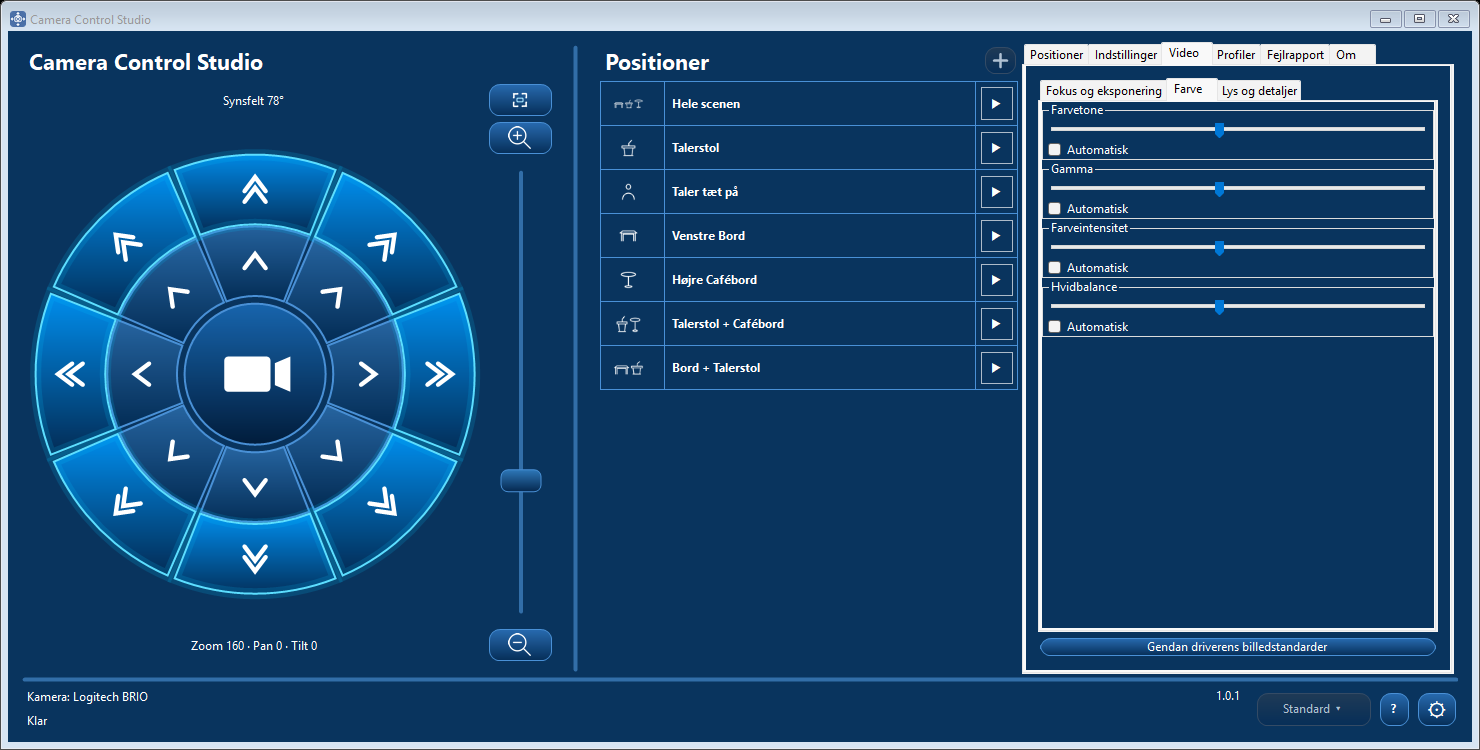 Camera Control Studio
Camera Control Studio
Synsfelt 78°
Zoom 160 · Pan 0 · Tilt 0
Positioner
Hele scenen
Talerstol
Taler tæt på
Venstre Bord
Højre Cafébord
Talerstol + Cafébord
Bord + Talerstol
Positioner Indstillinger Video Profiler Fejlrapport Om
Fokus og eksponering Farve Lys og detaljer
Farvetone
Automatisk
Gamma
Automatisk
Farveintensitet
Automatisk
Hvidbalance
Automatisk
Gendan driverens billedstandarder
Kamera: Logitech BRIO
Klar
1.0.1
Standard
?